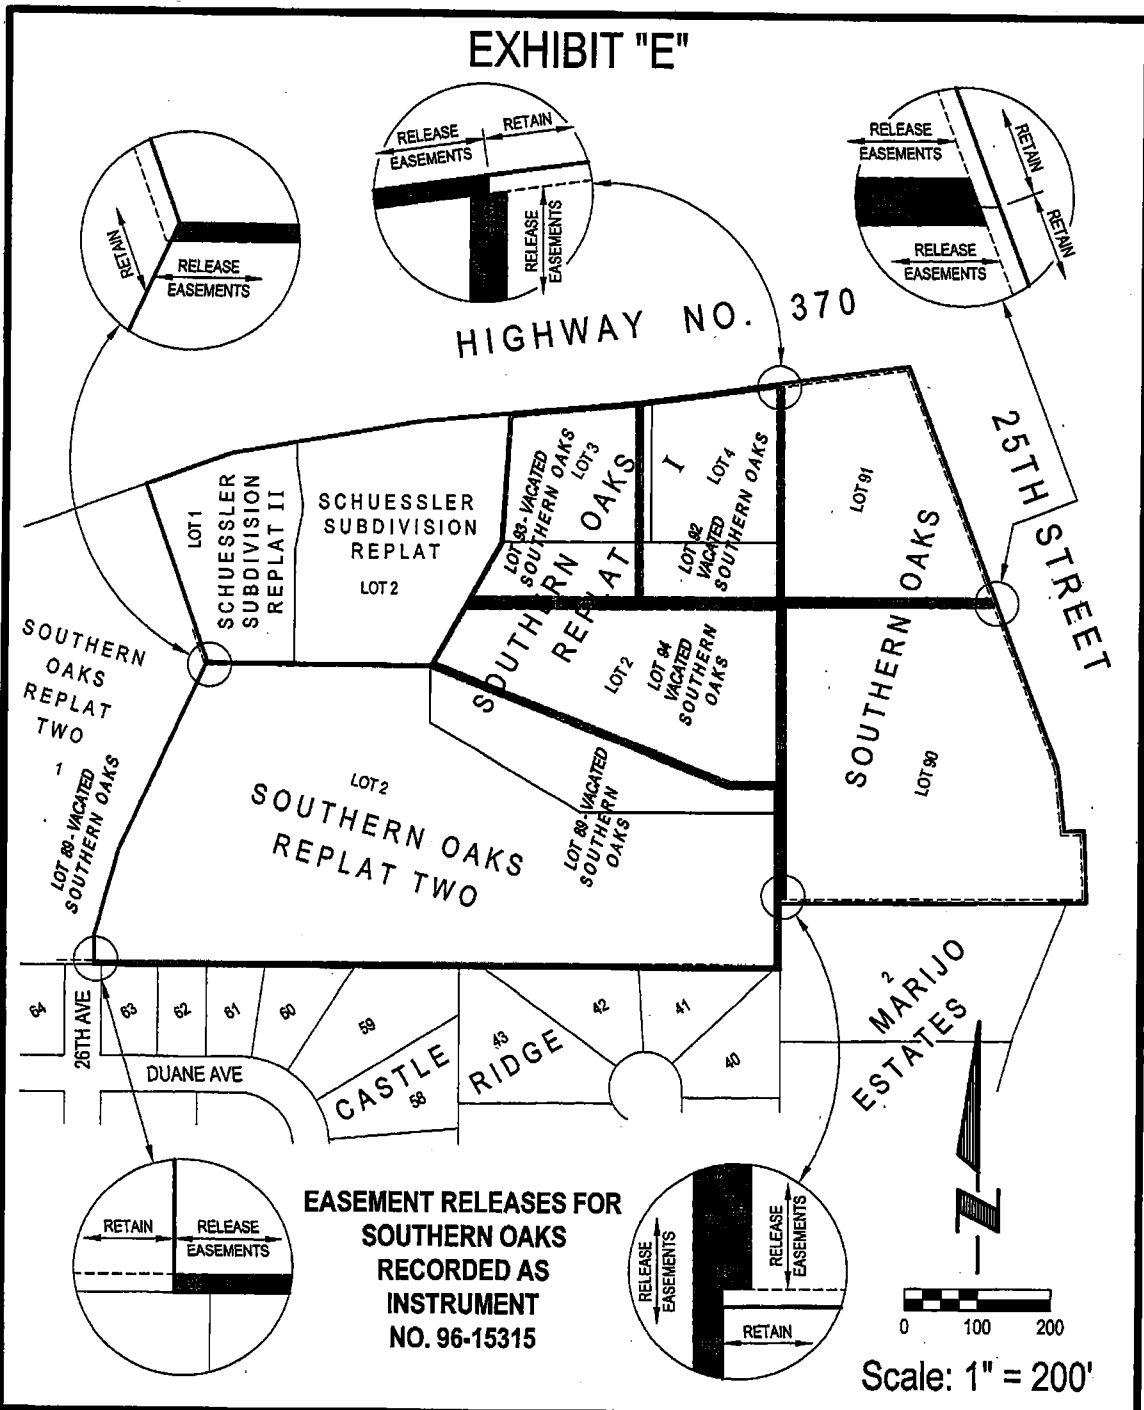 EXHIBIT "E"
RELEASE
EASEMENTS
RETAIN
RELEASE
EASEMENTS
RELEASE
EASEMENTS
RETAIN
RETAIN
RELEASE
EASEMENTS
RETAIN
RELEASE
EASEMENTS
HIGHWAY NO. 370
25TH STREET
LOT 1
SCHUESSLER
SUBDIVISION
REPLAT II
SCHUESSLER
SUBDIVISION
REPLAT
LOT 2
LOT 93 - VACATED
SOUTHERN OAKS
LOT 3
SOUTHERN OAKS
REPLAT I
LOT 4
LOT 92
VACATED
SOUTHERN OAKS
LOT 91
SOUTHERN OAKS
LOT 90
LOT 2
LOT 94
VACATED
SOUTHERN
OAKS
SOUTHERN
OAKS
REPLAT
TWO
1
LOT 89 - VACATED
SOUTHERN OAKS
LOT 2
SOUTHERN OAKS
REPLAT TWO
LOT 89 - VACATED
SOUTHERN
OAKS
64
26TH AVE
63
62
61
60
59
58
43
42
41
40
DUANE AVE
CASTLE RIDGE
2
MARIJO
ESTATES
RETAIN
RELEASE
EASEMENTS
EASEMENT RELEASES FOR
SOUTHERN OAKS
RECORDED AS
INSTRUMENT
NO. 96-15315
RELEASE
EASEMENTS
RELEASE
EASEMENTS
RETAIN
N
0 100 200
Scale: 1" = 200'